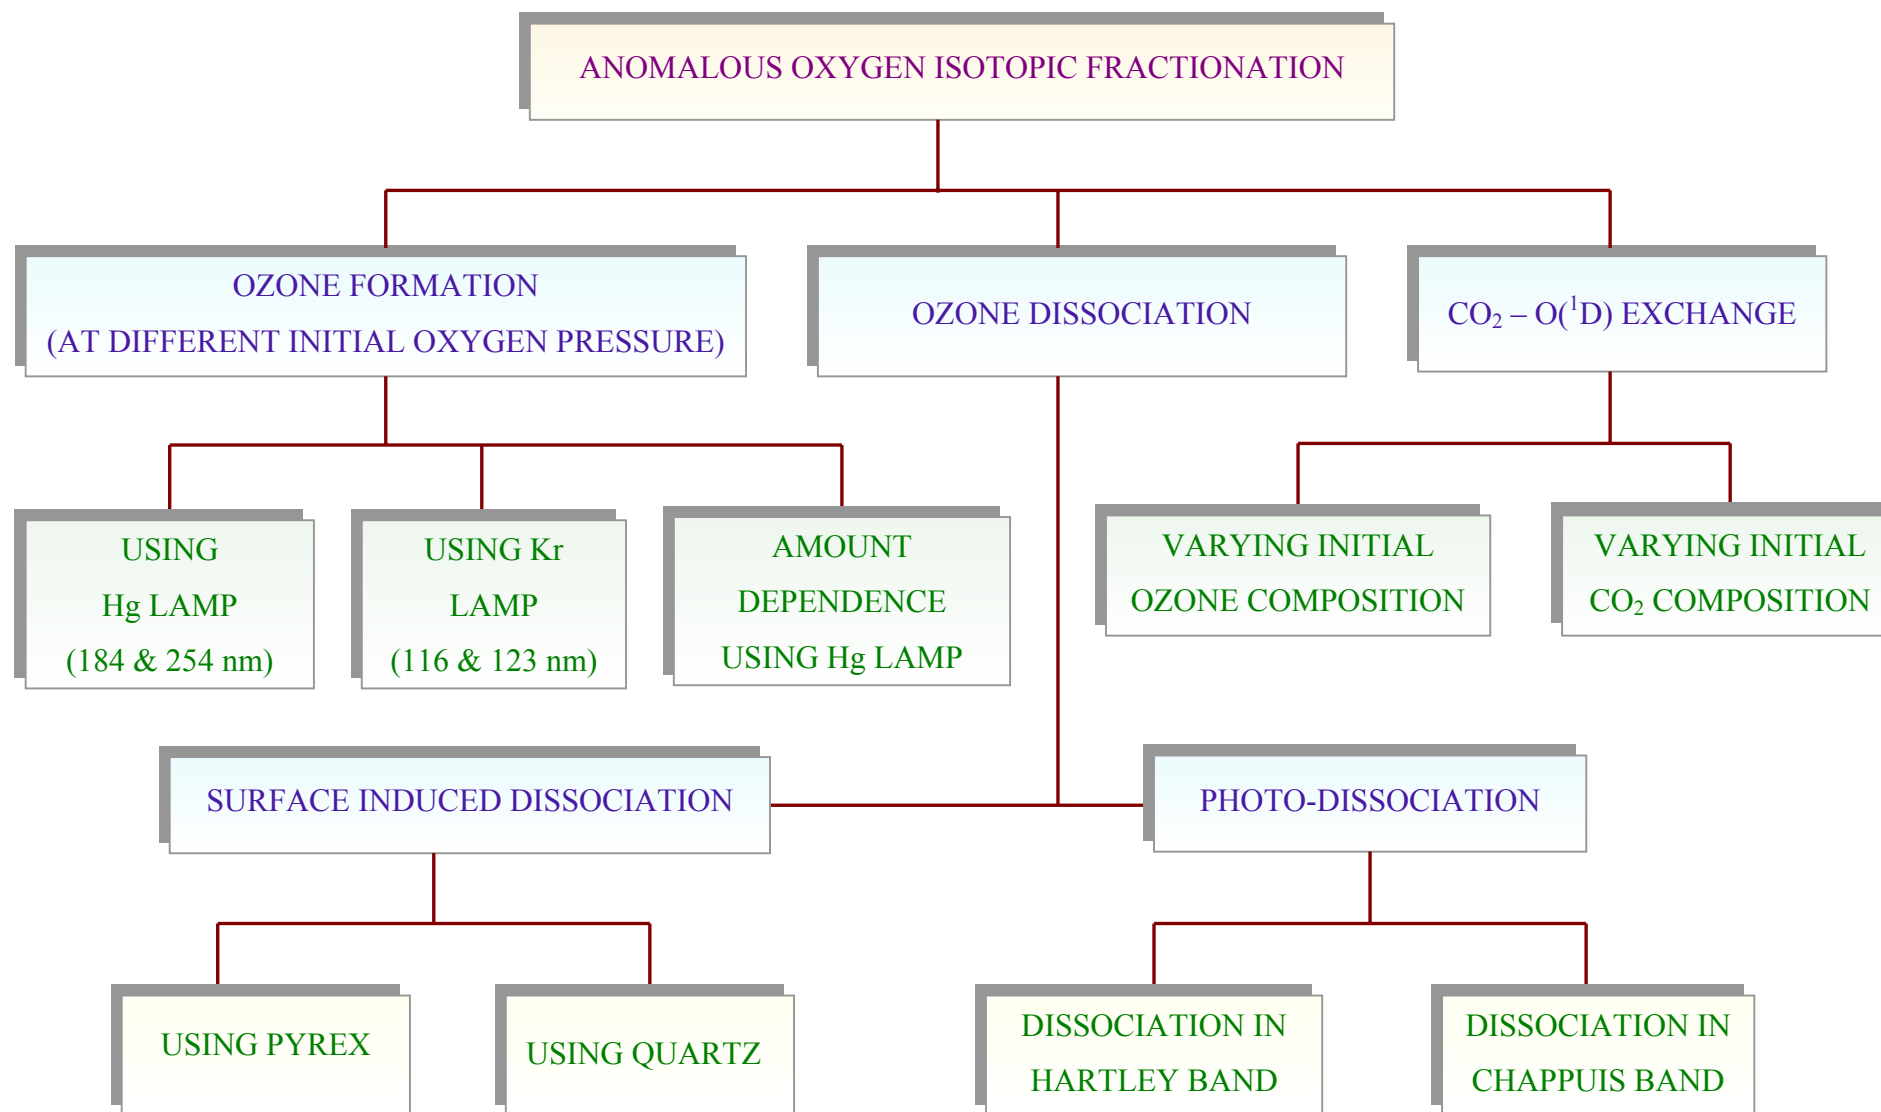 ANOMALOUS OXYGEN ISOTOPIC FRACTIONATION
OZONE FORMATION
(AT DIFFERENT INITIAL OXYGEN PRESSURE)
OZONE DISSOCIATION
CO₂ – O(¹D) EXCHANGE
USING
Hg LAMP
(184 & 254 nm)
USING Kr
LAMP
(116 & 123 nm)
AMOUNT
DEPENDENCE
USING Hg LAMP
VARYING INITIAL
OZONE COMPOSITION
VARYING INITIAL
CO₂ COMPOSITION
SURFACE INDUCED DISSOCIATION
PHOTO-DISSOCIATION
USING PYREX
USING QUARTZ
DISSOCIATION IN
HARTLEY BAND
DISSOCIATION IN
CHAPPUIS BAND